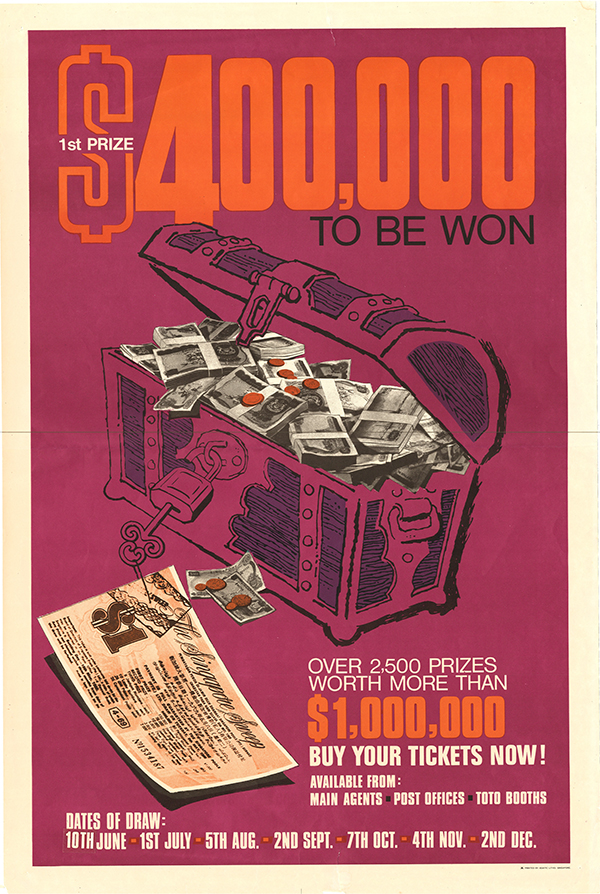 $400,000
1st PRIZE
TO BE WON
$1
The Singapore Sweep
4-69
OVER 2,500 PRIZES
WORTH MORE THAN
$1,000,000
BUY YOUR TICKETS NOW!
AVAILABLE FROM:
MAIN AGENTS ▪ POST OFFICES ▪ TOTO BOOTHS
DATES OF DRAW:
10TH JUNE ▪ 1ST JULY ▪ 5TH AUG. ▪ 2ND SEPT. ▪ 7TH OCT. ▪ 4TH NOV. ▪ 2ND DEC.